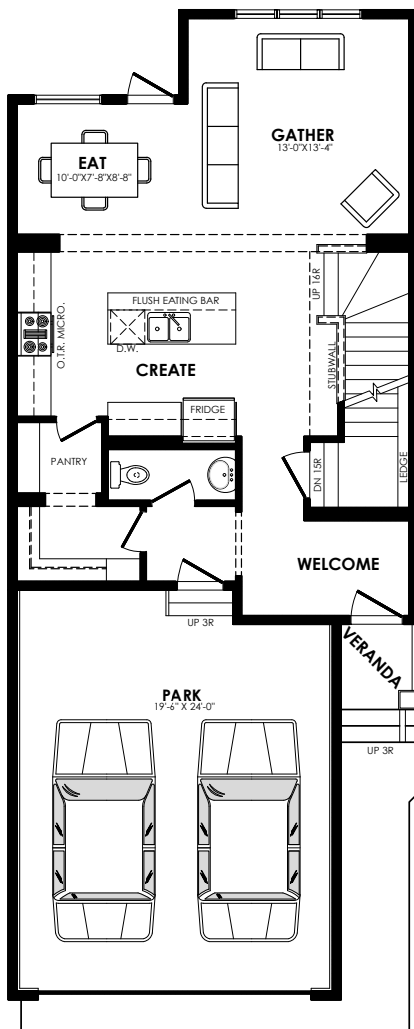 GATHER
13'-0"X13'-4"
EAT
10'-0"X7'-8"X8'-8"
UP 16R
O.T.R. MICRO.
FLUSH EATING BAR
D.W.
CREATE
STUBWALL
FRIDGE
PANTRY
DN 15R
LEDGE
WELCOME
UP 3R
VERANDA
PARK
19'-6" X 24'-0"
UP 3R